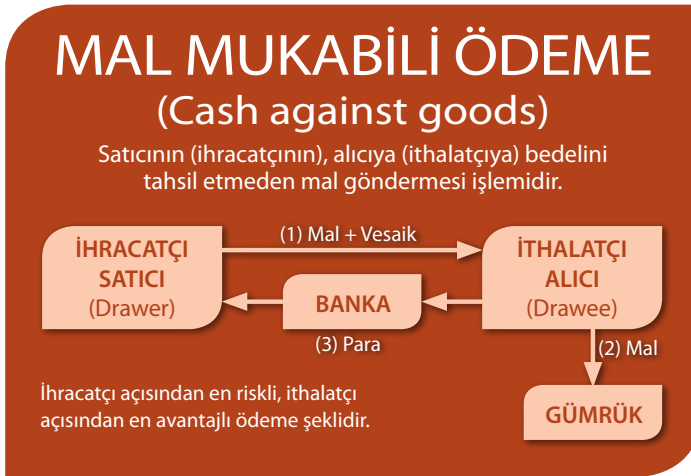 MAL MUKABİLİ ÖDEME
(Cash against goods)
Satıcının (ihracatçının), alıcıya (ithalatçıya) bedelini
tahsil etmeden mal göndermesi işlemidir.
(1) Mal + Vesaik
İHRACATÇI
SATICI
(Drawer)
BANKA
(3) Para
İTHALATÇI
ALICI
(Drawee)
(2) Mal
GÜMRÜK
İhracatçı açısından en riskli, ithalatçı
açısından en avantajlı ödeme şeklidir.